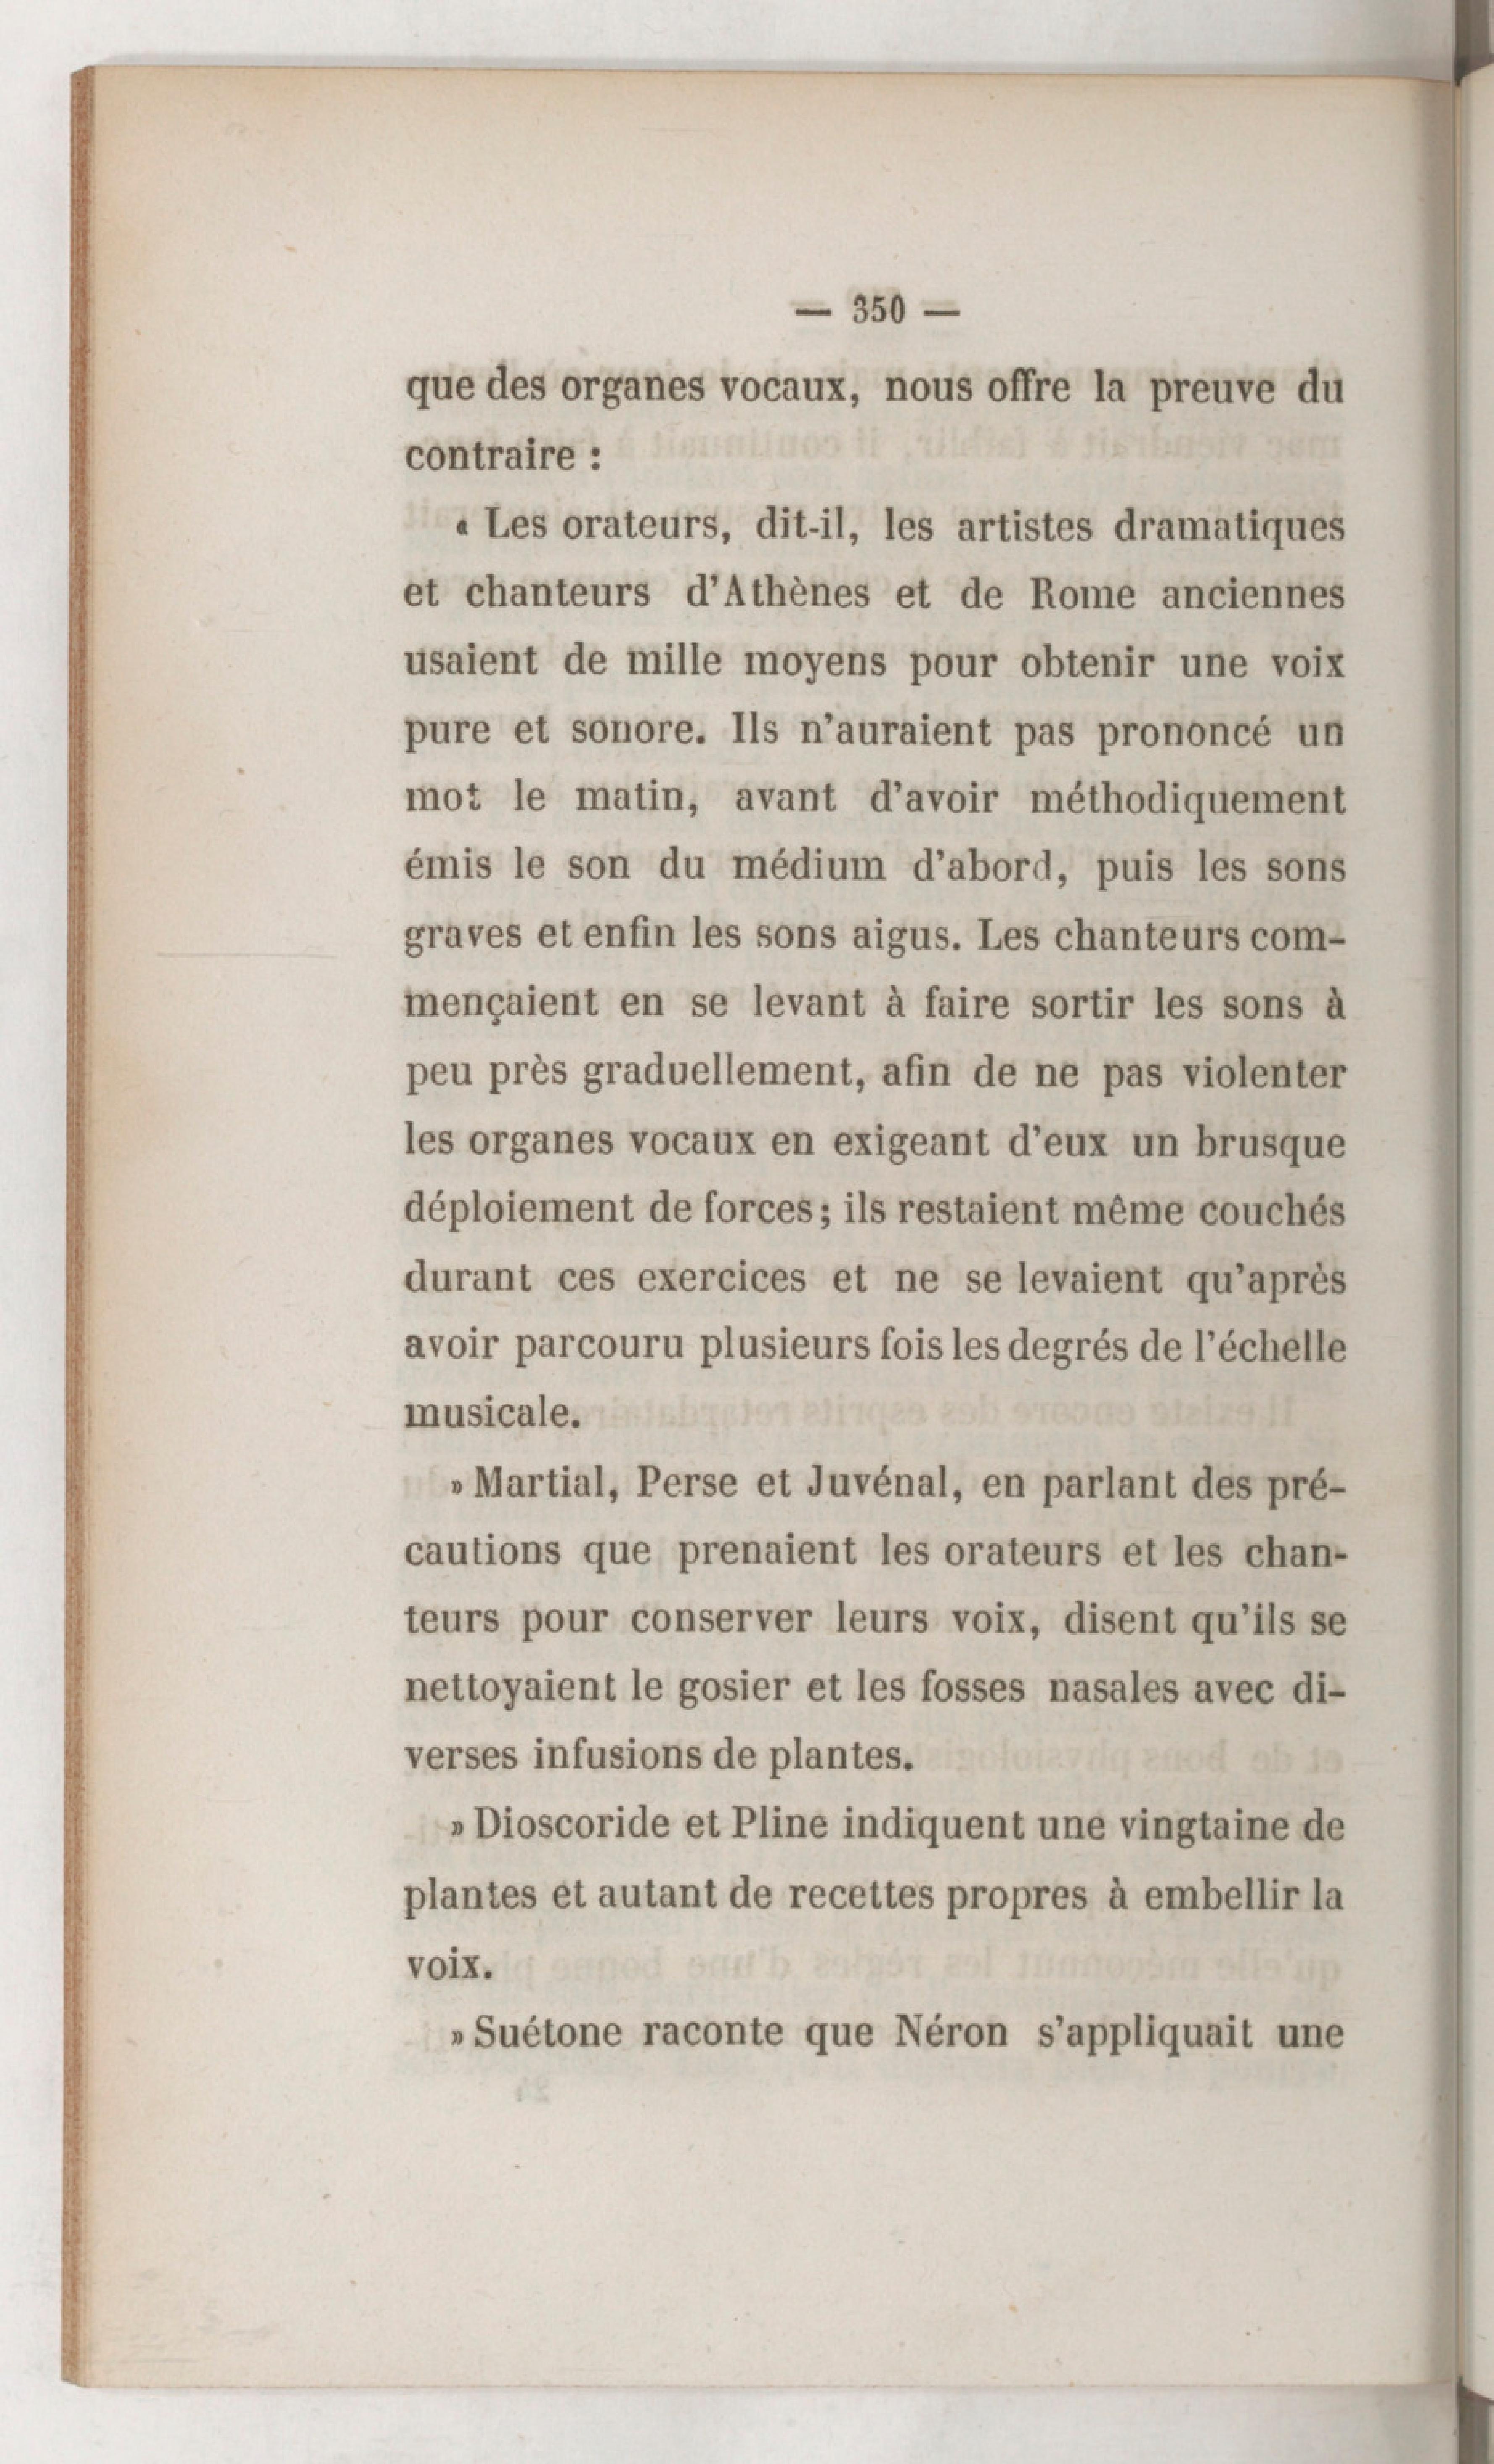 — 350 —
que des organes vocaux, nous offre la preuve du
contraire :
« Les orateurs, dit-il, les artistes dramatiques
et chanteurs d'Athènes et de Rome anciennes
usaient de mille moyens pour obtenir une voix
pure et sonore. Ils n'auraient pas prononcé un
mot le matin, avant d'avoir méthodiquement
émis le son du médium d'abord, puis les sons
graves et enfin les sons aigus. Les chanteurs com-
mençaient en se levant à faire sortir les sons à
peu près graduellement, afin de ne pas violenter
les organes vocaux en exigeant d'eux un brusque
déploiement de forces; ils restaient même couchés
durant ces exercices et ne se levaient qu'après
avoir parcouru plusieurs fois les degrés de l'échelle
musicale.
» Martial, Perse et Juvénal, en parlant des pré-
cautions que prenaient les orateurs et les chan-
teurs pour conserver leurs voix, disent qu'ils se
nettoyaient le gosier et les fosses nasales avec di-
verses infusions de plantes.
» Dioscoride et Pline indiquent une vingtaine de
plantes et autant de recettes propres à embellir la
voix.
» Suétone raconte que Néron s'appliquait une